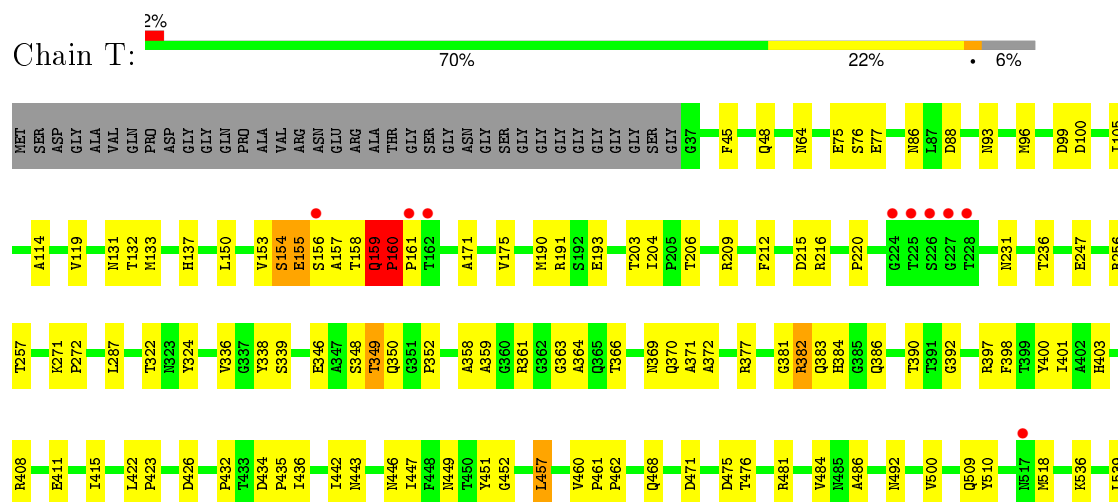 2%
Chain T:
70% 22% • 6%
MET SER ASP GLY ALA VAL GLN PRO ASP GLY GLY GLN PRO ALA VAL ARG ASN GLU ARG ALA THR GLY SER GLY ASN GLY SER GLY GLY GLY GLY GLY GLY GLY SER GLY G37 F45 Q48 N64 E75 S76 E77 N86 L87 D88 N93 M96 D99 D100
A114 V119 N131 T132 M133 H137 L150 V153 S154 E155 S156 A157 T158 Q159 P160 P161 T162 A171 V175 M190 R191 S192 E193 T203 I204 P205 T206 R209 F212 D215 R216 P220 G224 T225 S226 G227 T228 N231 T236 E247
T257 K271 P272 L287 T322 N323 Y324 V336 G337 Y338 S339 E346 A347 S348 T349 Q350 G351 P352 A358 A359 G360 R361 G362 G363 A364 Q365 T366 N369 Q370 A371 A372 R377 G381 R382 Q383 H384 G385 Q386 T390 T391 G392 R397 F398 T399 Y400 I401 A402 H403
R408 E411 I415 L422 P423 D426 P432 T433 D434 P435 I436 I442 N443 N446 I447 F448 N449 T450 Y451 G452 L457 V460 P461 P462 Q468 D471 D475 T476 R481 V484 N485 A486 N492 V500 Q509 Y510 N517 M518 K536